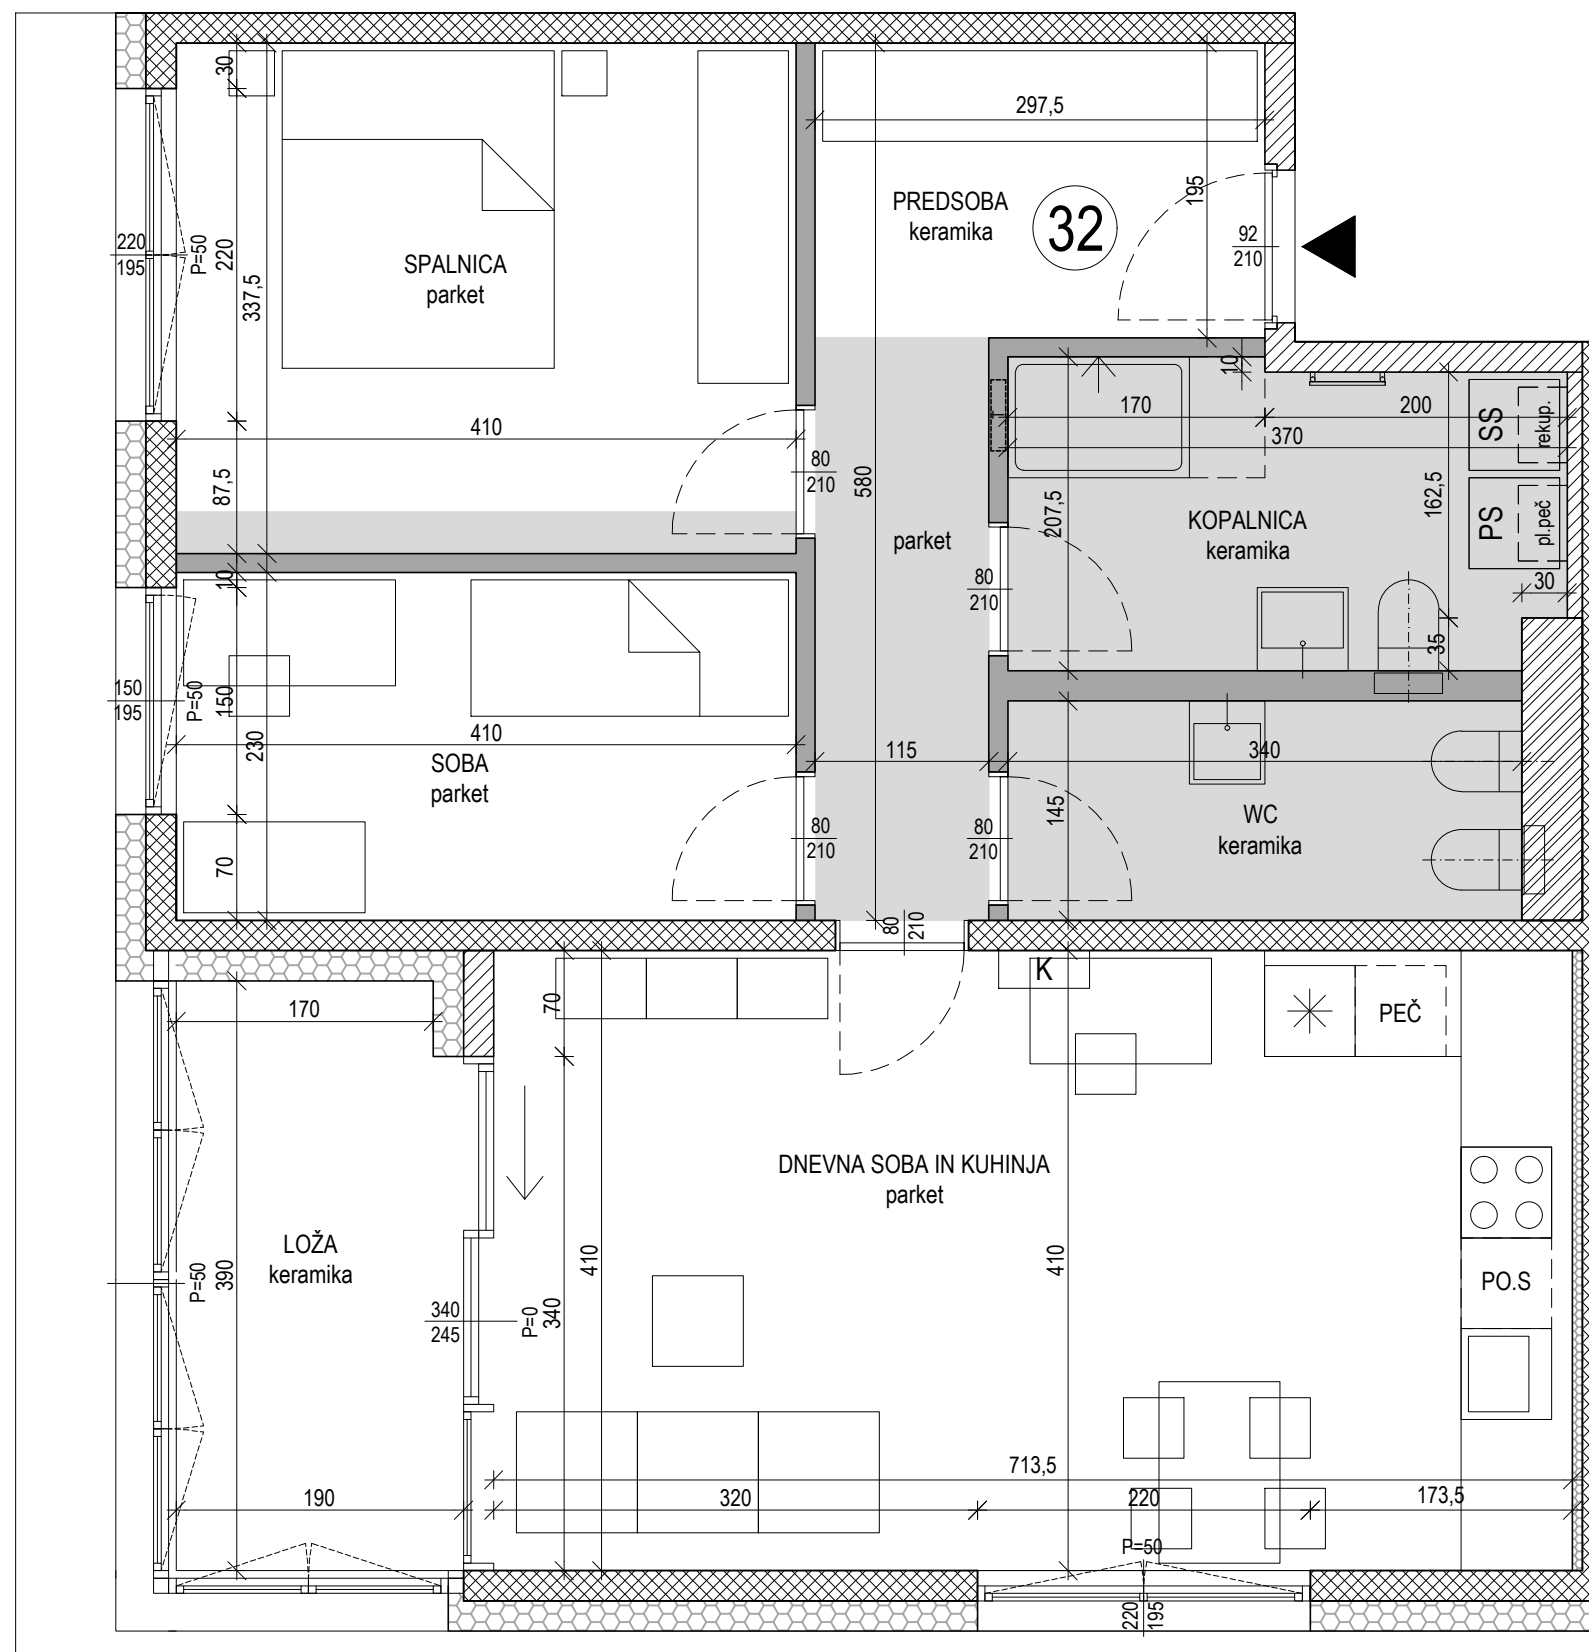 30
297,5
195
PREDSOBA
keramika
32
92
210
220
195
P=50
220
337,5
SPALNICA
parket
10
170
200
370
SS
rekup.
410
80
210
580
87,5
207,5
162,5
PS
pl.peč
KOPALNICA
keramika
parket
80
210
30
10
35
150
195
P=50
150
230
410
SOBA
parket
115
340
70
80
210
80
210
145
WC
keramika
80
210
K
PEČ
170
70
DNEVNA SOBA IN KUHINJA
parket
LOŽA
keramika
P=50
390
410
410
PO.S
340
245
P=0
340
713,5
190
320
220
173,5
P=50
220
195